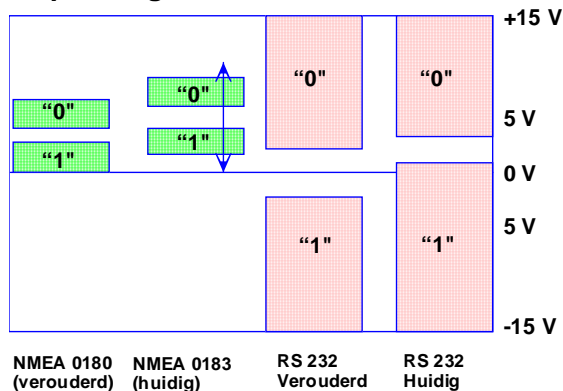 +15 V
“0"
“0"
“0"
“0"
5 V
“1"
“1"
0 V
5 V
“1"
“1"
-15 V
NMEA 0180
(verouderd)
NMEA 0183
(huidig)
RS 232
Verouderd
RS 232
Huidig